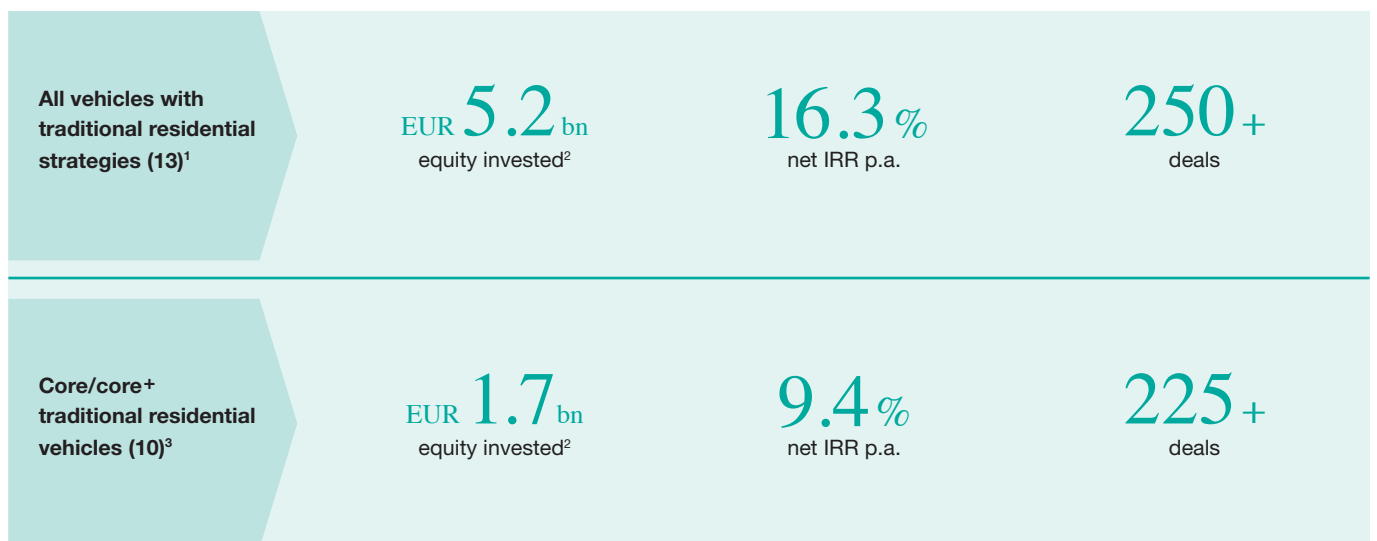 All vehicles with
traditional residential
strategies (13)¹
EUR 5.2 bn
equity invested²
16.3 %
net IRR p.a.
250 +
deals
Core/core+
traditional residential
vehicles (10)³
EUR 1.7 bn
equity invested²
9.4 %
net IRR p.a.
225 +
deals